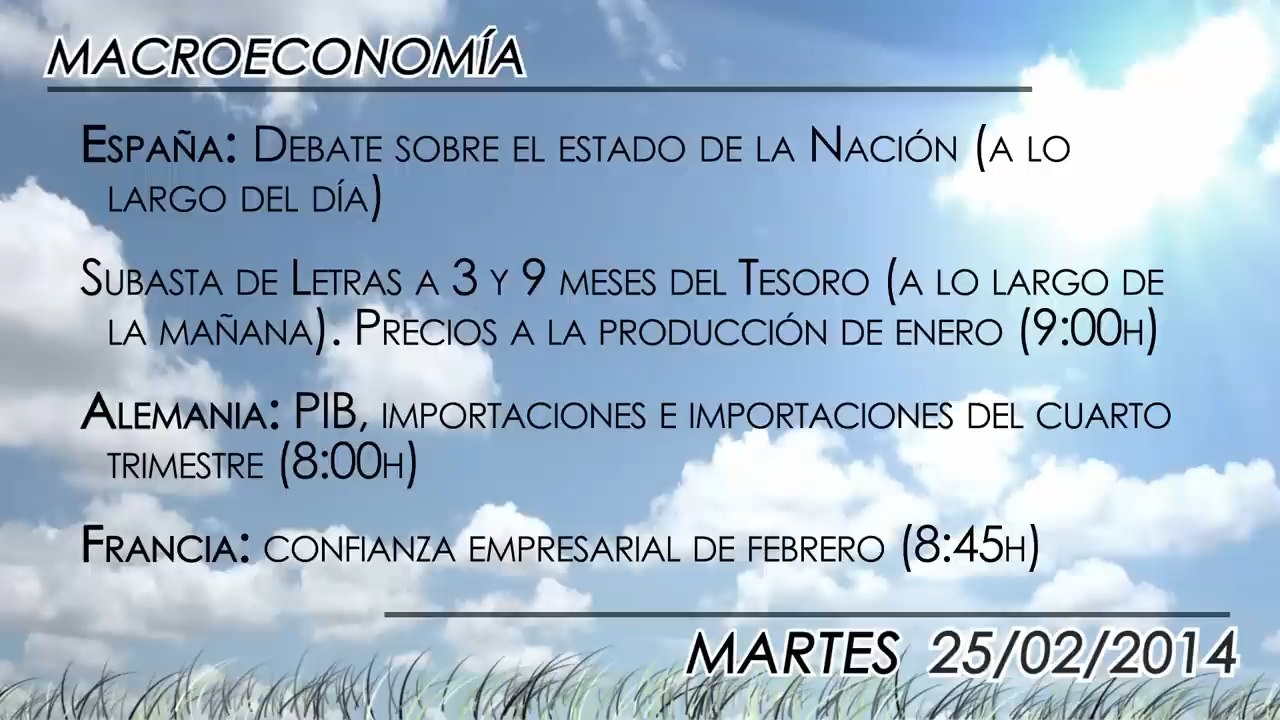 MACROECONOMÍA
España: Debate sobre el estado de la Nación (a lo
largo del día)
Subasta de Letras a 3 y 9 meses del Tesoro (a lo largo de
la mañana). Precios a la producción de enero (9:00h)
Alemania: PIB, importaciones e importaciones del cuarto
trimestre (8:00h)
Francia: confianza empresarial de febrero (8:45h)
MARTES 25/02/2014